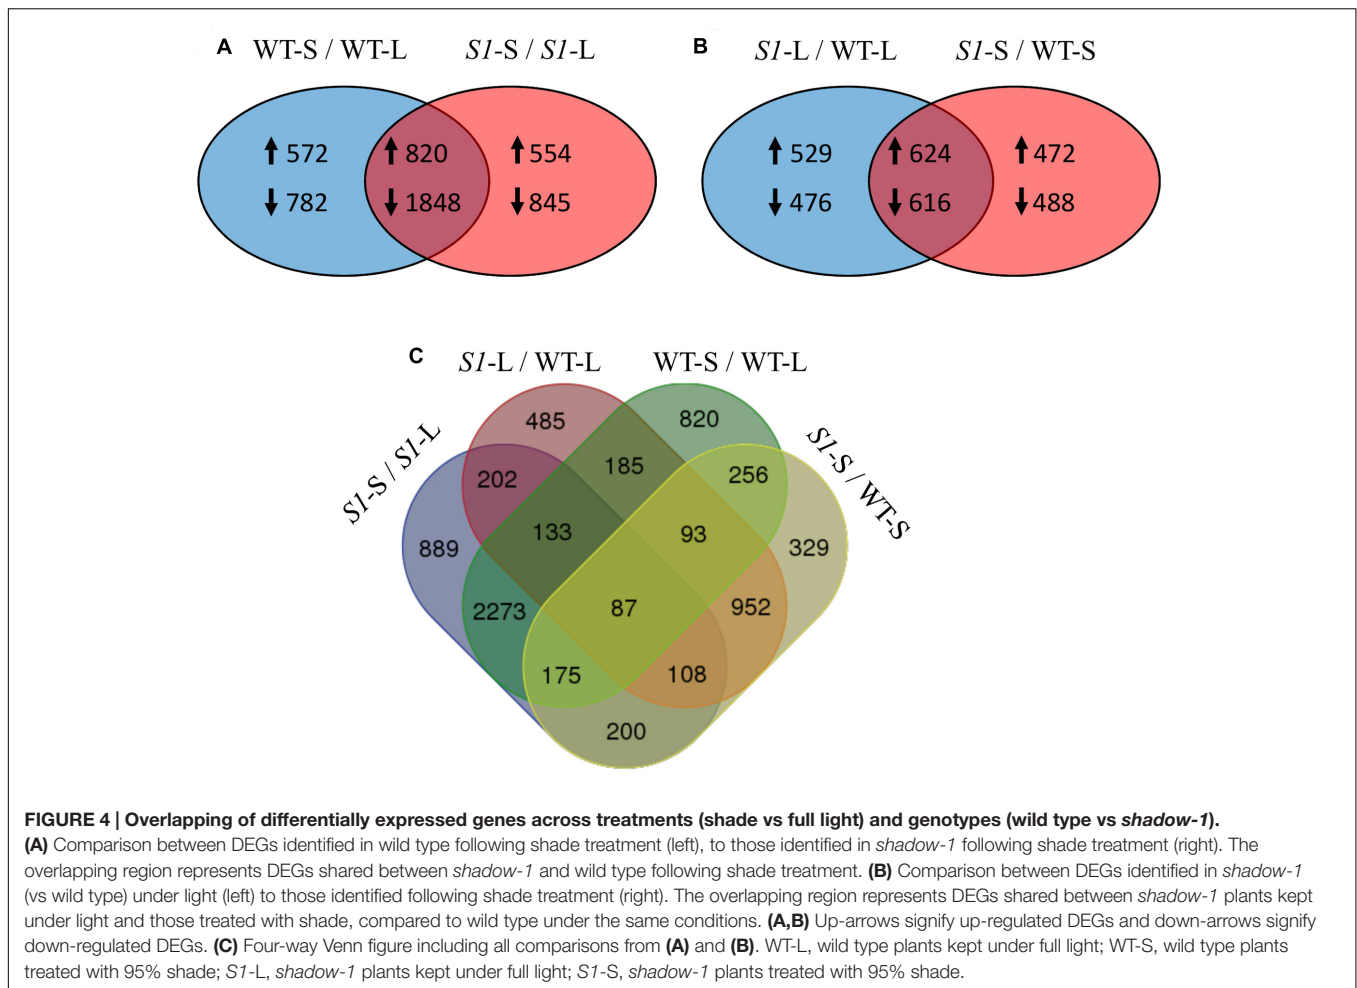 A WT-S / WT-L S1-S / S1-L
B S1-L / WT-L S1-S / WT-S
572 820 554
782 1848 845
529 624 472
476 616 488
C S1-L / WT-L WT-S / WT-L
S1-S / S1-L
S1-S / WT-S
485 820
202 185 256
889 133 93 329
2273 87 952
175 108
200
FIGURE 4 | Overlapping of differentially expressed genes across treatments (shade vs full light) and genotypes (wild type vs shadow-1).
(A) Comparison between DEGs identified in wild type following shade treatment (left), to those identified in shadow-1 following shade treatment (right). The
overlapping region represents DEGs shared between shadow-1 and wild type following shade treatment. (B) Comparison between DEGs identified in shadow-1
(vs wild type) under light (left) to those identified following shade treatment (right). The overlapping region represents DEGs shared between shadow-1 plants kept
under light and those treated with shade, compared to wild type under the same conditions. (A,B) Up-arrows signify up-regulated DEGs and down-arrows signify
down-regulated DEGs. (C) Four-way Venn figure including all comparisons from (A) and (B). WT-L, wild type plants kept under full light; WT-S, wild type plants
treated with 95% shade; S1-L, shadow-1 plants kept under full light; S1-S, shadow-1 plants treated with 95% shade.